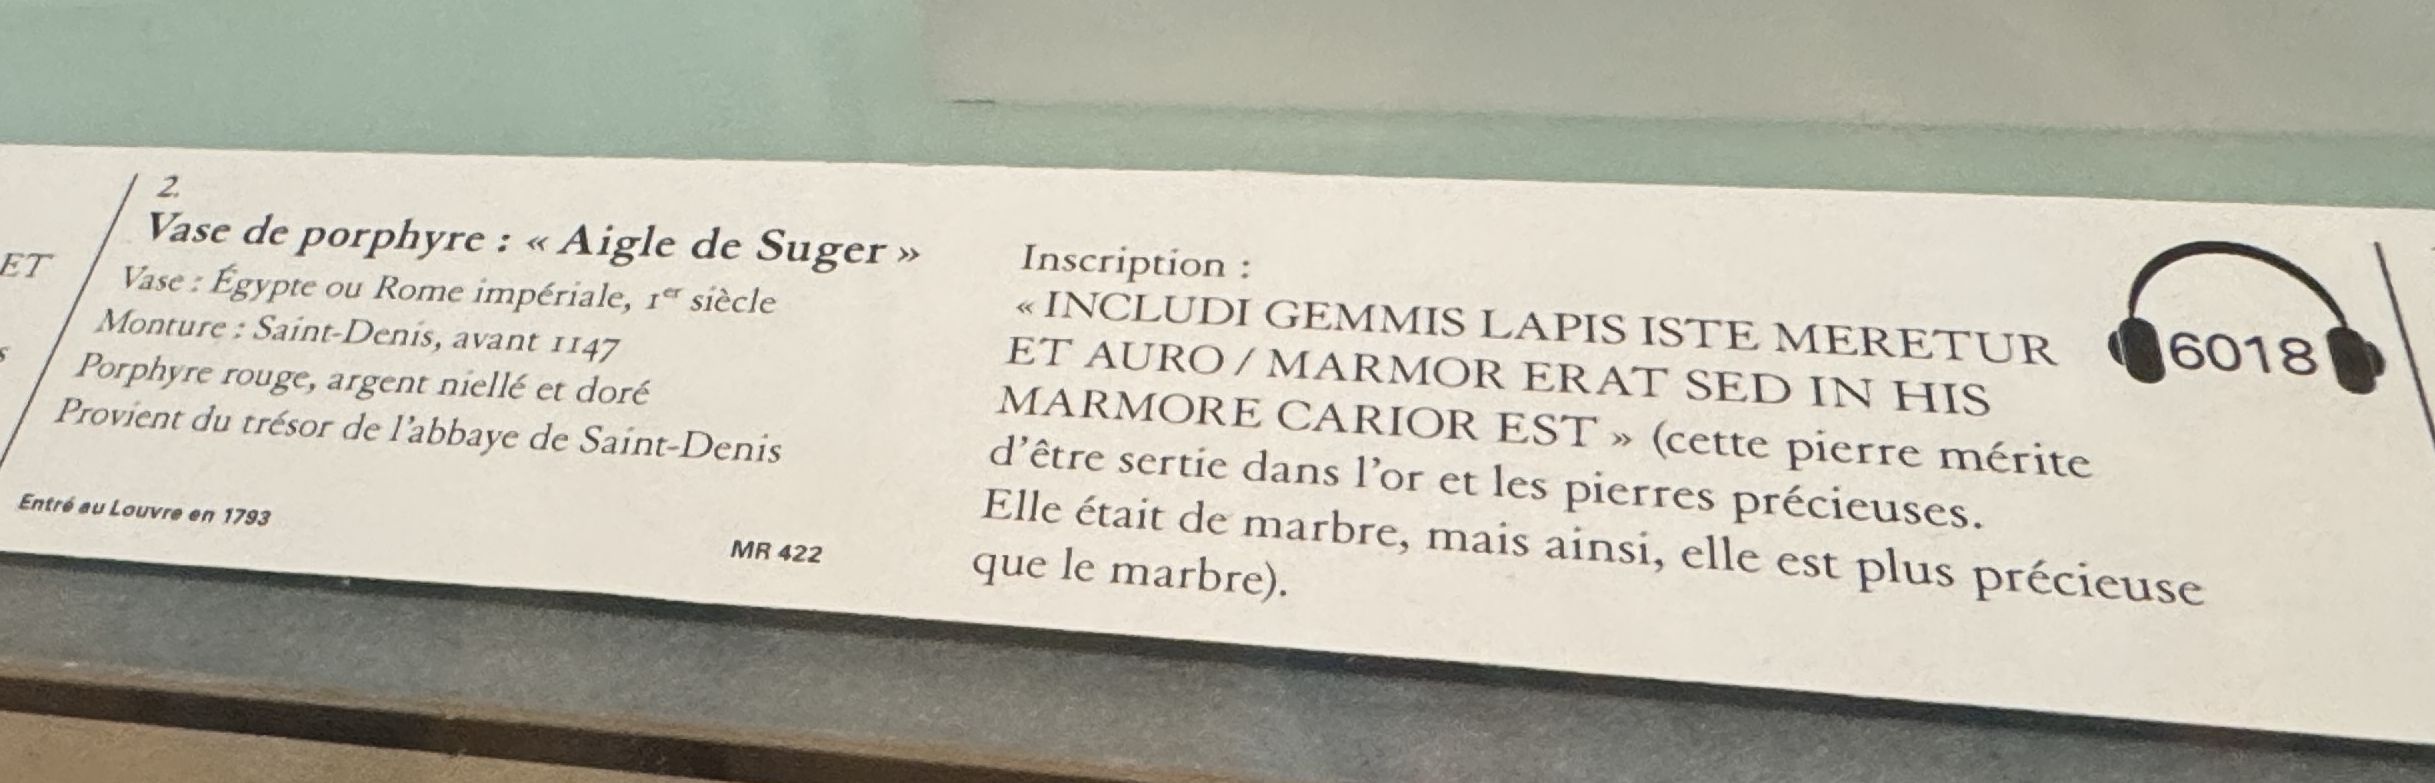 ET
s
2.
Vase de porphyre : « Aigle de Suger »
Vase : Égypte ou Rome impériale, 1er siècle
Monture : Saint-Denis, avant 1147
Porphyre rouge, argent niellé et doré
Provient du trésor de l'abbaye de Saint-Denis
Entré au Louvre en 1793
MR 422
Inscription :
« INCLUDI GEMMIS LAPIS ISTE MERETUR
ET AURO / MARMOR ERAT SED IN HIS
MARMORE CARIOR EST » (cette pierre mérite
d'être sertie dans l'or et les pierres précieuses.
Elle était de marbre, mais ainsi, elle est plus précieuse
que le marbre).
6018